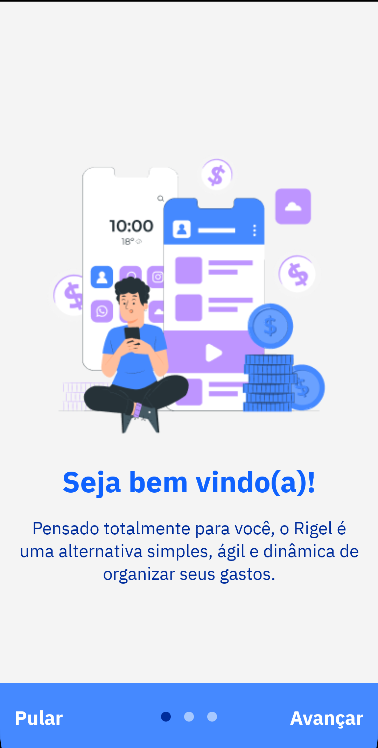 10:00
18°
Seja bem vindo(a)!
Pensado totalmente para você, o Rigel é
uma alternativa simples, ágil e dinâmica de
organizar seus gastos.
Pular
Avançar